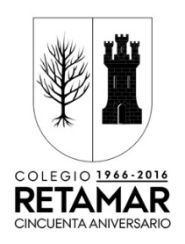 COLEGIO 1966-2016
RETAMAR
CINCUENTA ANIVERSARIO